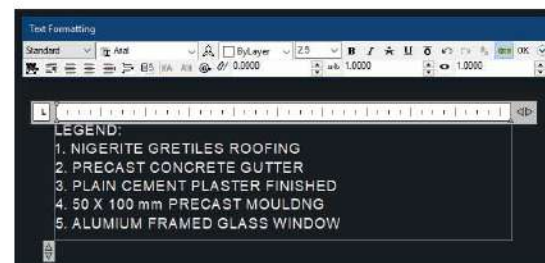 Text Formatting
Standard Arial ByLayer 2.5 B I A U O OK
0.0000 a-b 1.0000 1.0000
L
LEGEND:
1. NIGERITE GRETILES ROOFING
2. PRECAST CONCRETE GUTTER
3. PLAIN CEMENT PLASTER FINISHED
4. 50 X 100 mm PRECAST MOULDNG
5. ALUMIUM FRAMED GLASS WINDOW